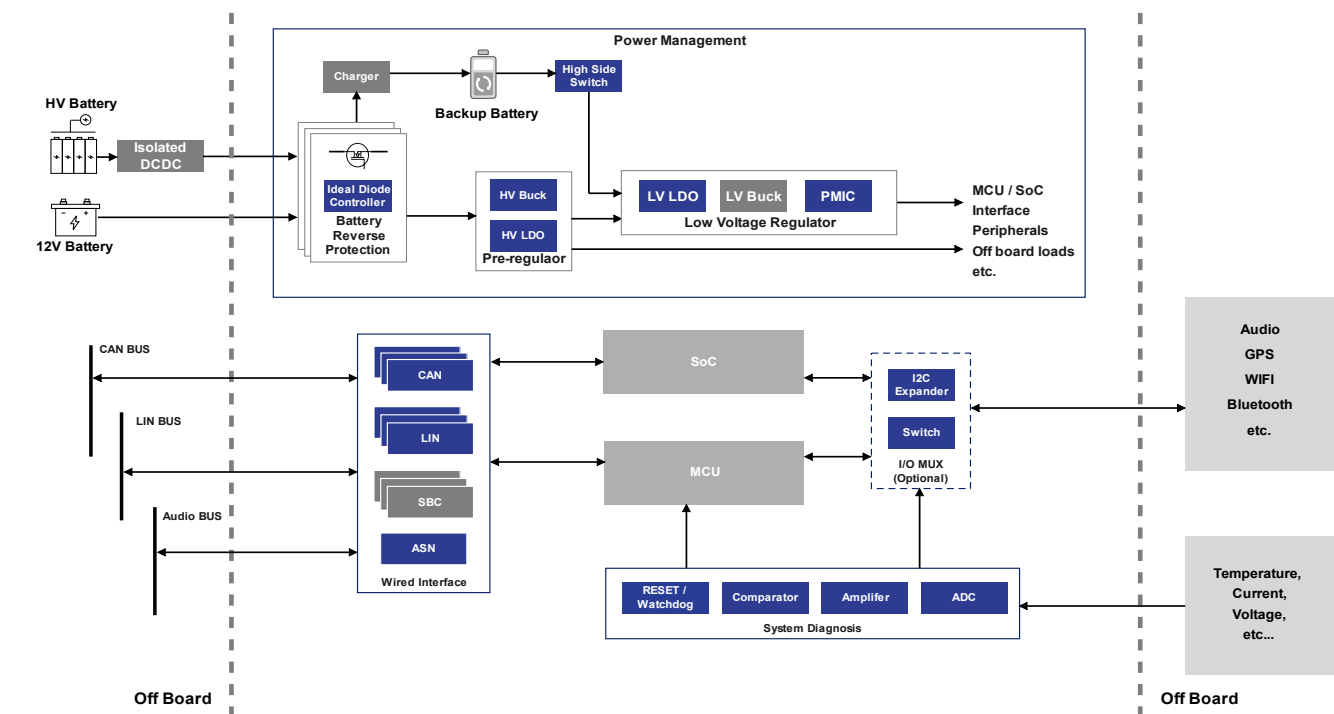 Power Management
Charger
Backup Battery
High Side
Switch
HV Battery
Isolated
DCDC
12V Battery
Ideal Diode
Controller
Battery
Reverse
Protection
HV Buck
HV LDO
Pre-regulaor
LV LDO
LV Buck
PMIC
Low Voltage Regulator
MCU / SoC
Interface
Peripherals
Off board loads
etc.
CAN BUS
LIN BUS
Audio BUS
CAN
LIN
SBC
ASN
Wired Interface
SoC
MCU
I2C
Expander
Switch
I/O MUX
(Optional)
Audio
GPS
WIFI
Bluetooth
etc.
RESET /
Watchdog
Comparator
Amplifer
ADC
System Diagnosis
Temperature,
Current,
Voltage,
etc...
Off Board
Off Board